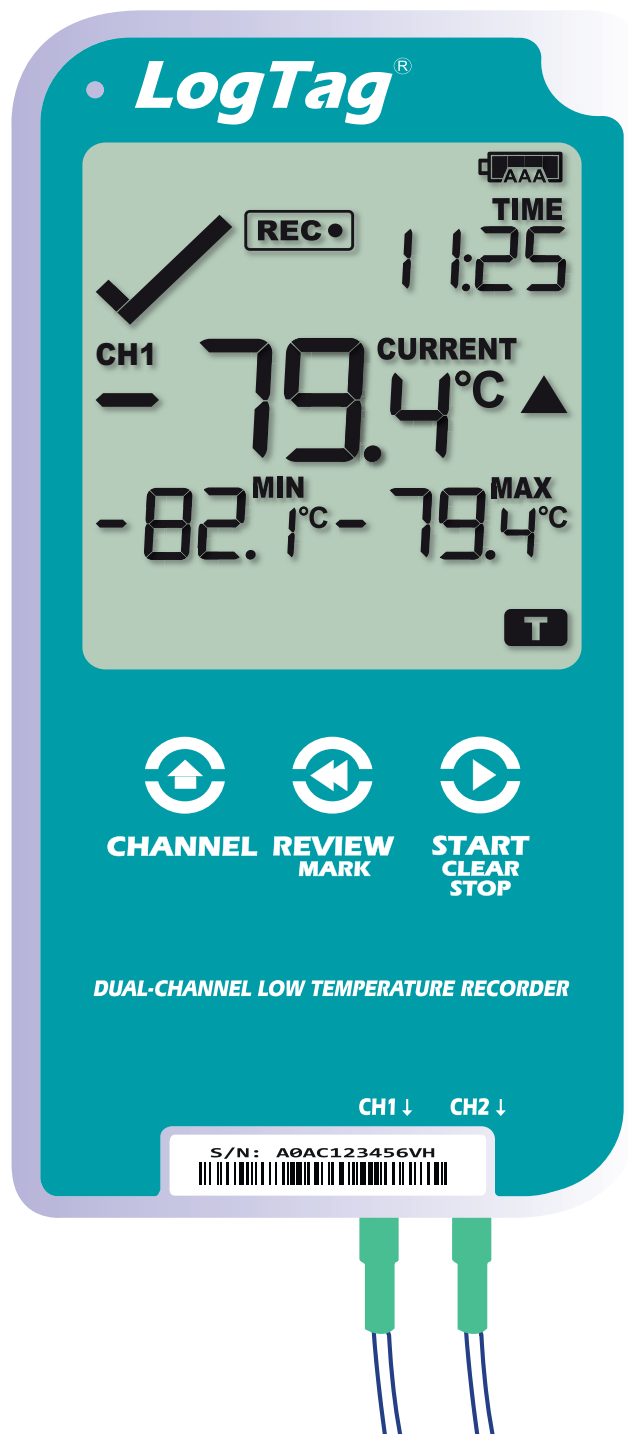 LogTag®
AAA
TIME
REC
11:25
CH1
CURRENT
-79.4°C
MIN
MAX
-82.1°C -79.4°C
T
CHANNEL REVIEW START
MARK CLEAR
STOP
DUAL-CHANNEL LOW TEMPERATURE RECORDER
CH1↓ CH2↓
S/N: A0AC123456VH